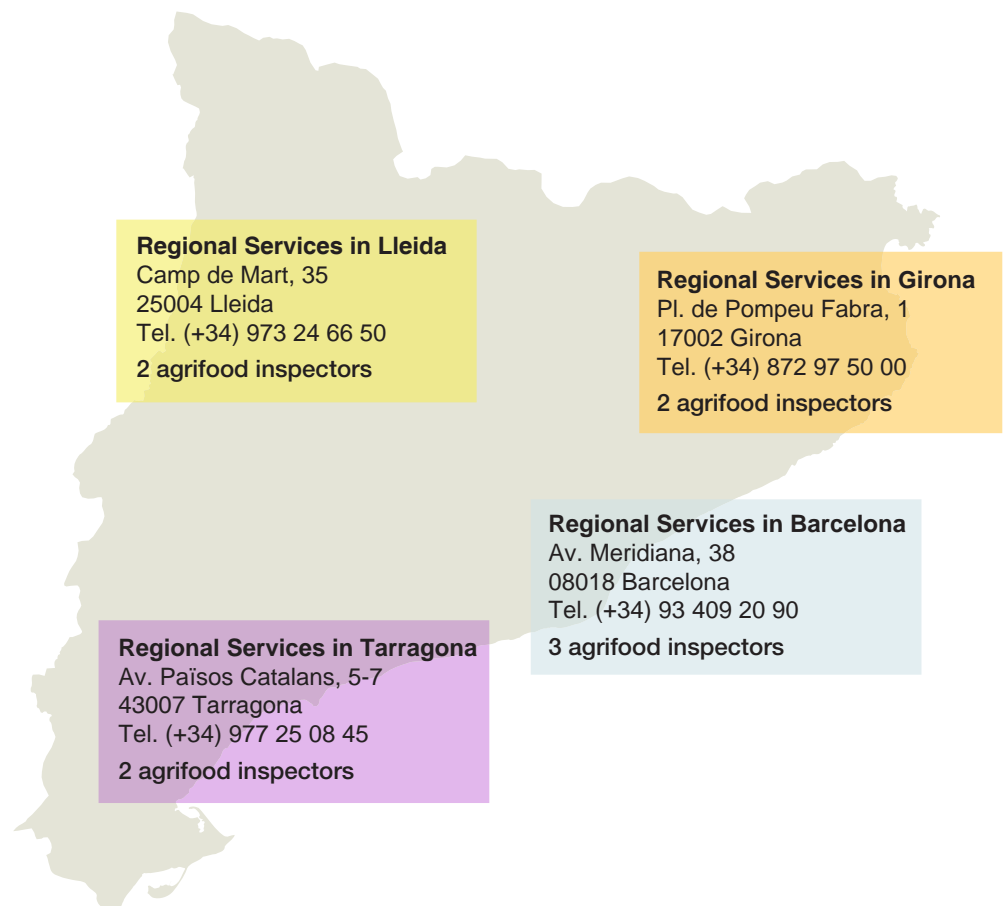 Regional Services in Lleida
Camp de Mart, 35
25004 Lleida
Tel. (+34) 973 24 66 50
2 agrifood inspectors
Regional Services in Girona
Pl. de Pompeu Fabra, 1
17002 Girona
Tel. (+34) 872 97 50 00
2 agrifood inspectors
Regional Services in Barcelona
Av. Meridiana, 38
08018 Barcelona
Tel. (+34) 93 409 20 90
3 agrifood inspectors
Regional Services in Tarragona
Av. Països Catalans, 5-7
43007 Tarragona
Tel. (+34) 977 25 08 45
2 agrifood inspectors